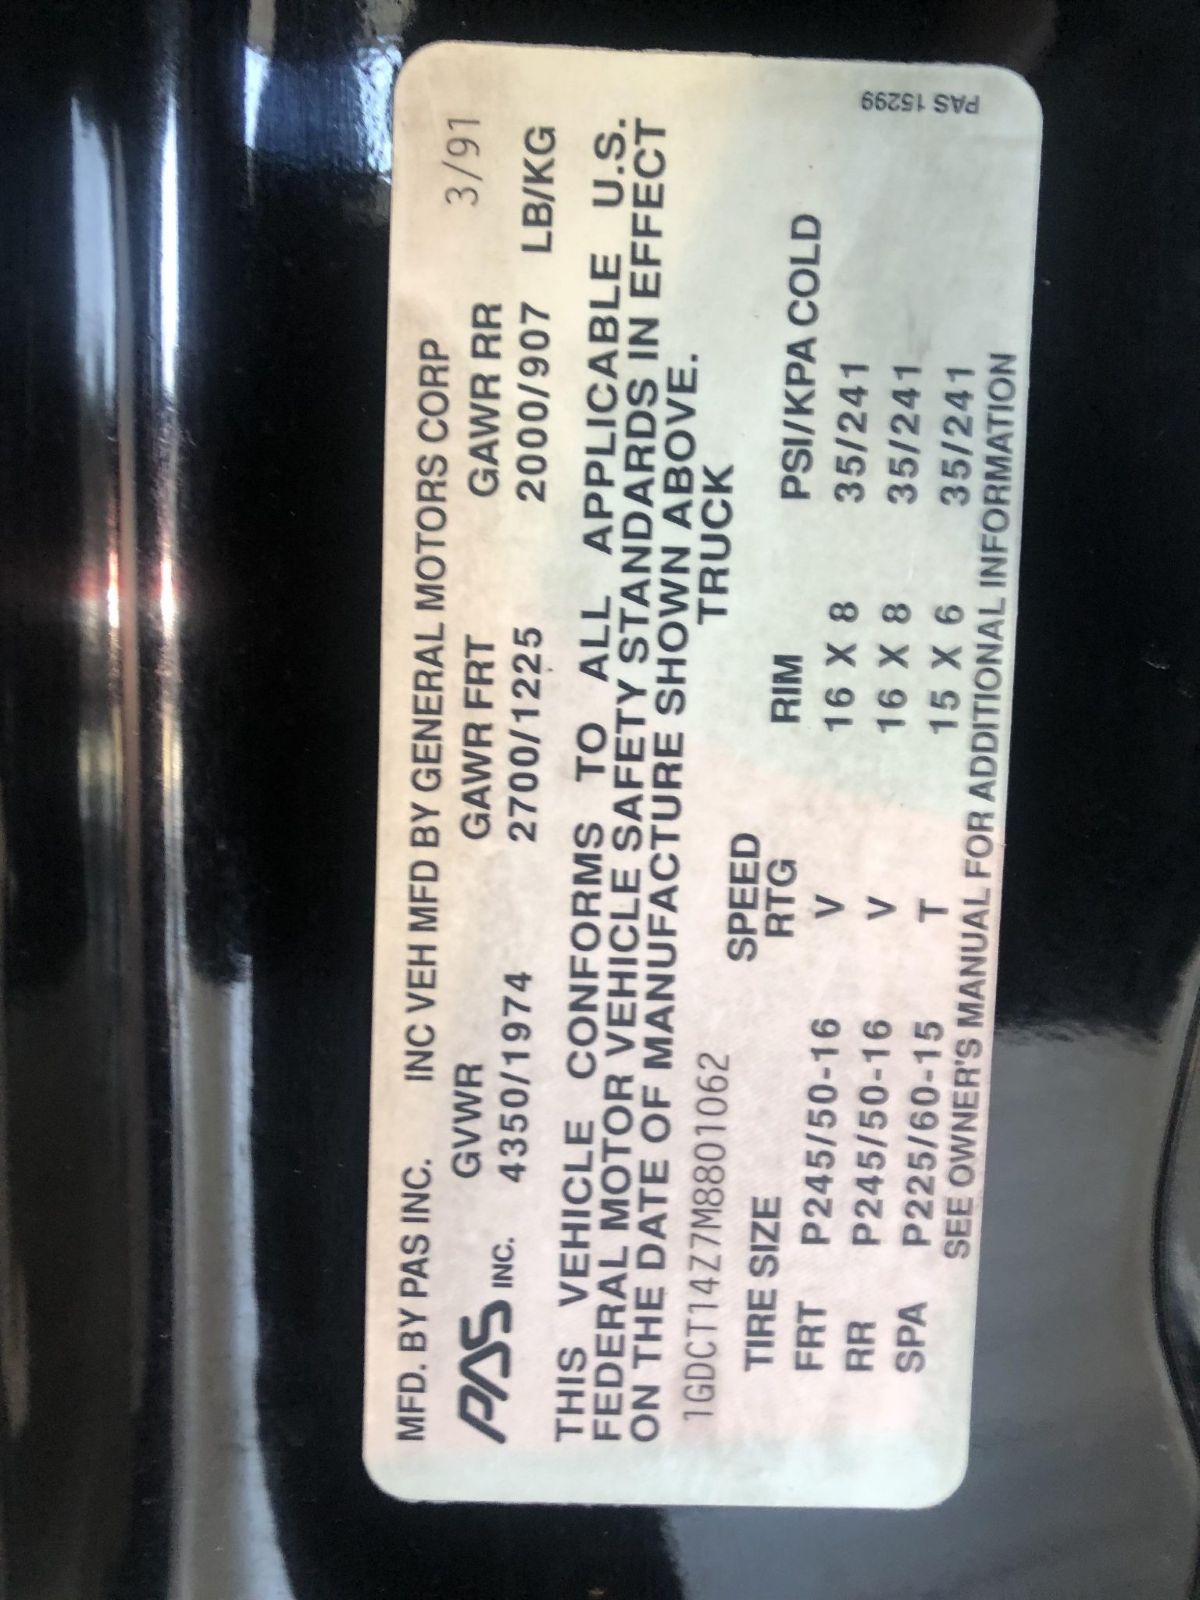 MFD. BY PAS INC. INC VEH MFD BY GENERAL MOTORS CORP 3/91
PAS INC. GVWR GAWR FRT GAWR RR
4350/1974 2700/1225 2000/907 LB/KG
THIS VEHICLE CONFORMS TO ALL APPLICABLE U.S.
FEDERAL MOTOR VEHICLE SAFETY STANDARDS IN EFFECT
ON THE DATE OF MANUFACTURE SHOWN ABOVE.
1GDCT14Z7M8801062 TRUCK
TIRE SIZE SPEED RTG RIM PSI/KPA COLD
FRT P245/50-16 V 16 X 8 35/241
RR P245/50-16 V 16 X 8 35/241
SPA P225/60-15 T 15 X 6 35/241
SEE OWNER'S MANUAL FOR ADDITIONAL INFORMATION
PAS 15299